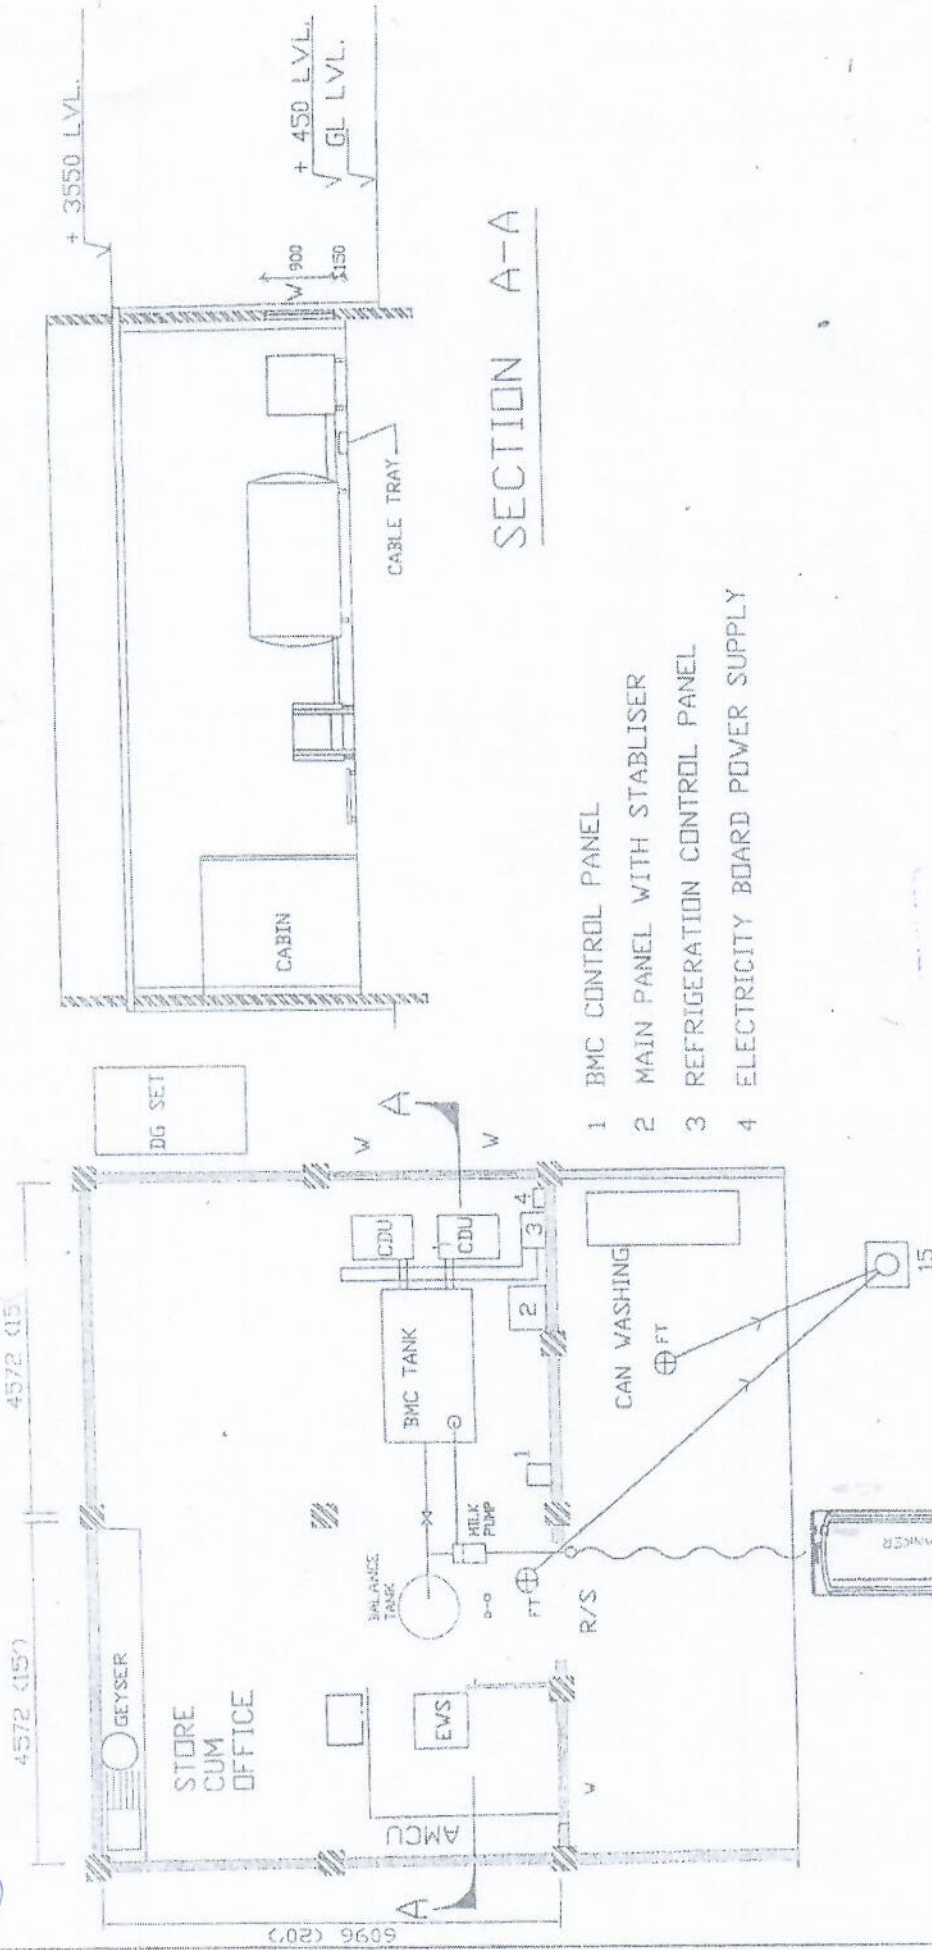 + 3550 LVL.
+ 450 LVL.
GL LVL.
W
900
150
CABIN
CABLE TRAY
SECTION A-A
4572 (15')
4572 (15
6096 (20')
DG SET
GEYSER
STORE
CUM
OFFICE
BALANCE
TANK
BMC TANK
CDU
CDU
A
W
W
MILK
PUMP
1
2
3
4
EWS
AMCU
A
FT
R/S
W
CAN WASHING
FT
15
TANKER
1 BMC CONTROL PANEL
2 MAIN PANEL WITH STABLISER
3 REFRIGERATION CONTROL PANEL
4 ELECTRICITY BOARD POWER SUPPLY